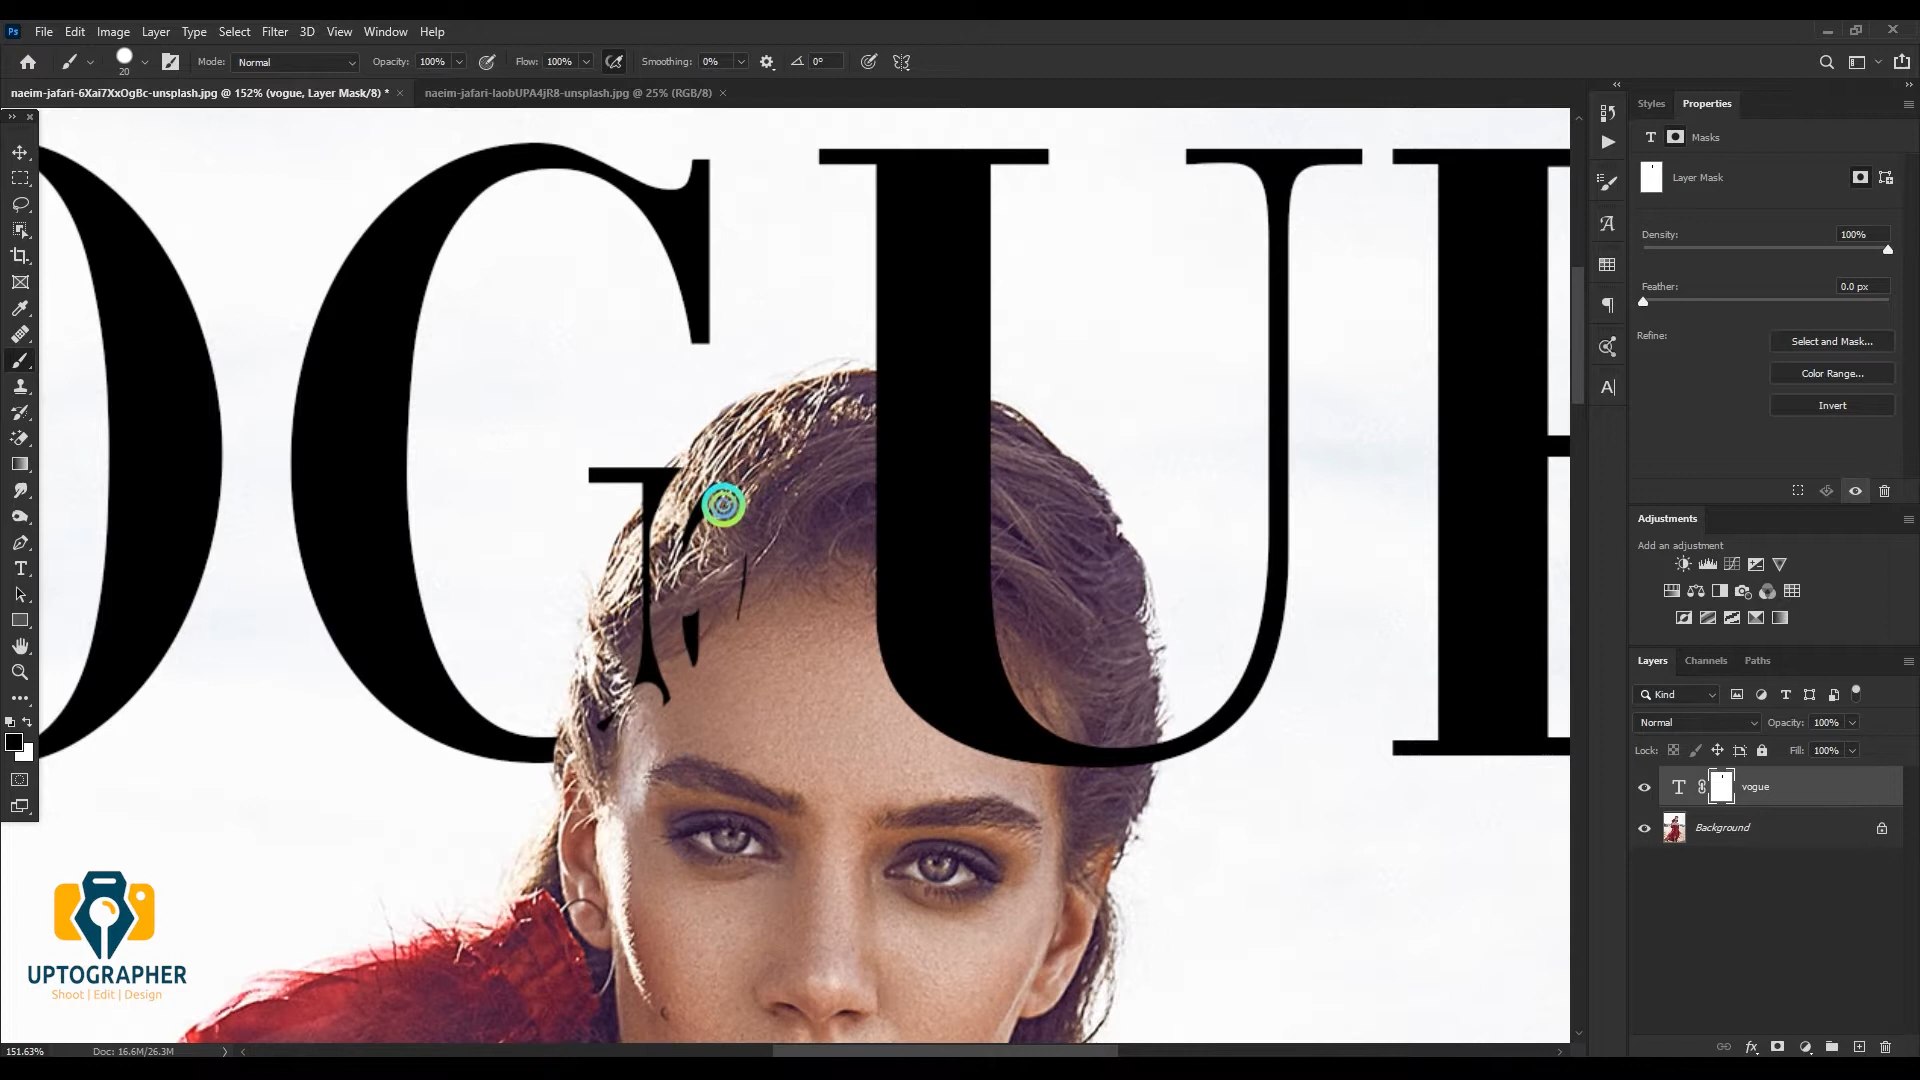 Ps File Edit Image Layer Type Select Filter 3D View Window Help
20 Mode: Normal Opacity: 100% Flow: 100% Smoothing: 0% 0°
naeim-jafari-6Xai7XxOgBc-unsplash.jpg @ 152% (vogue, Layer Mask/8) * × naeim-jafari-laobUPA4jR8-unsplash.jpg @ 25% (RGB/8) ×
Styles Properties
Masks
Layer Mask
Density: 100%
Feather: 0.0 px
Refine: Select and Mask...
Color Range...
Invert
Adjustments
Add an adjustment
Layers Channels Paths
Kind
Normal Opacity: 100%
Lock: Fill: 100%
vogue
Background
OGUE
UPTOGRAPHER
Shoot | Edit | Design
151.63% Doc: 16.6M/26.3M